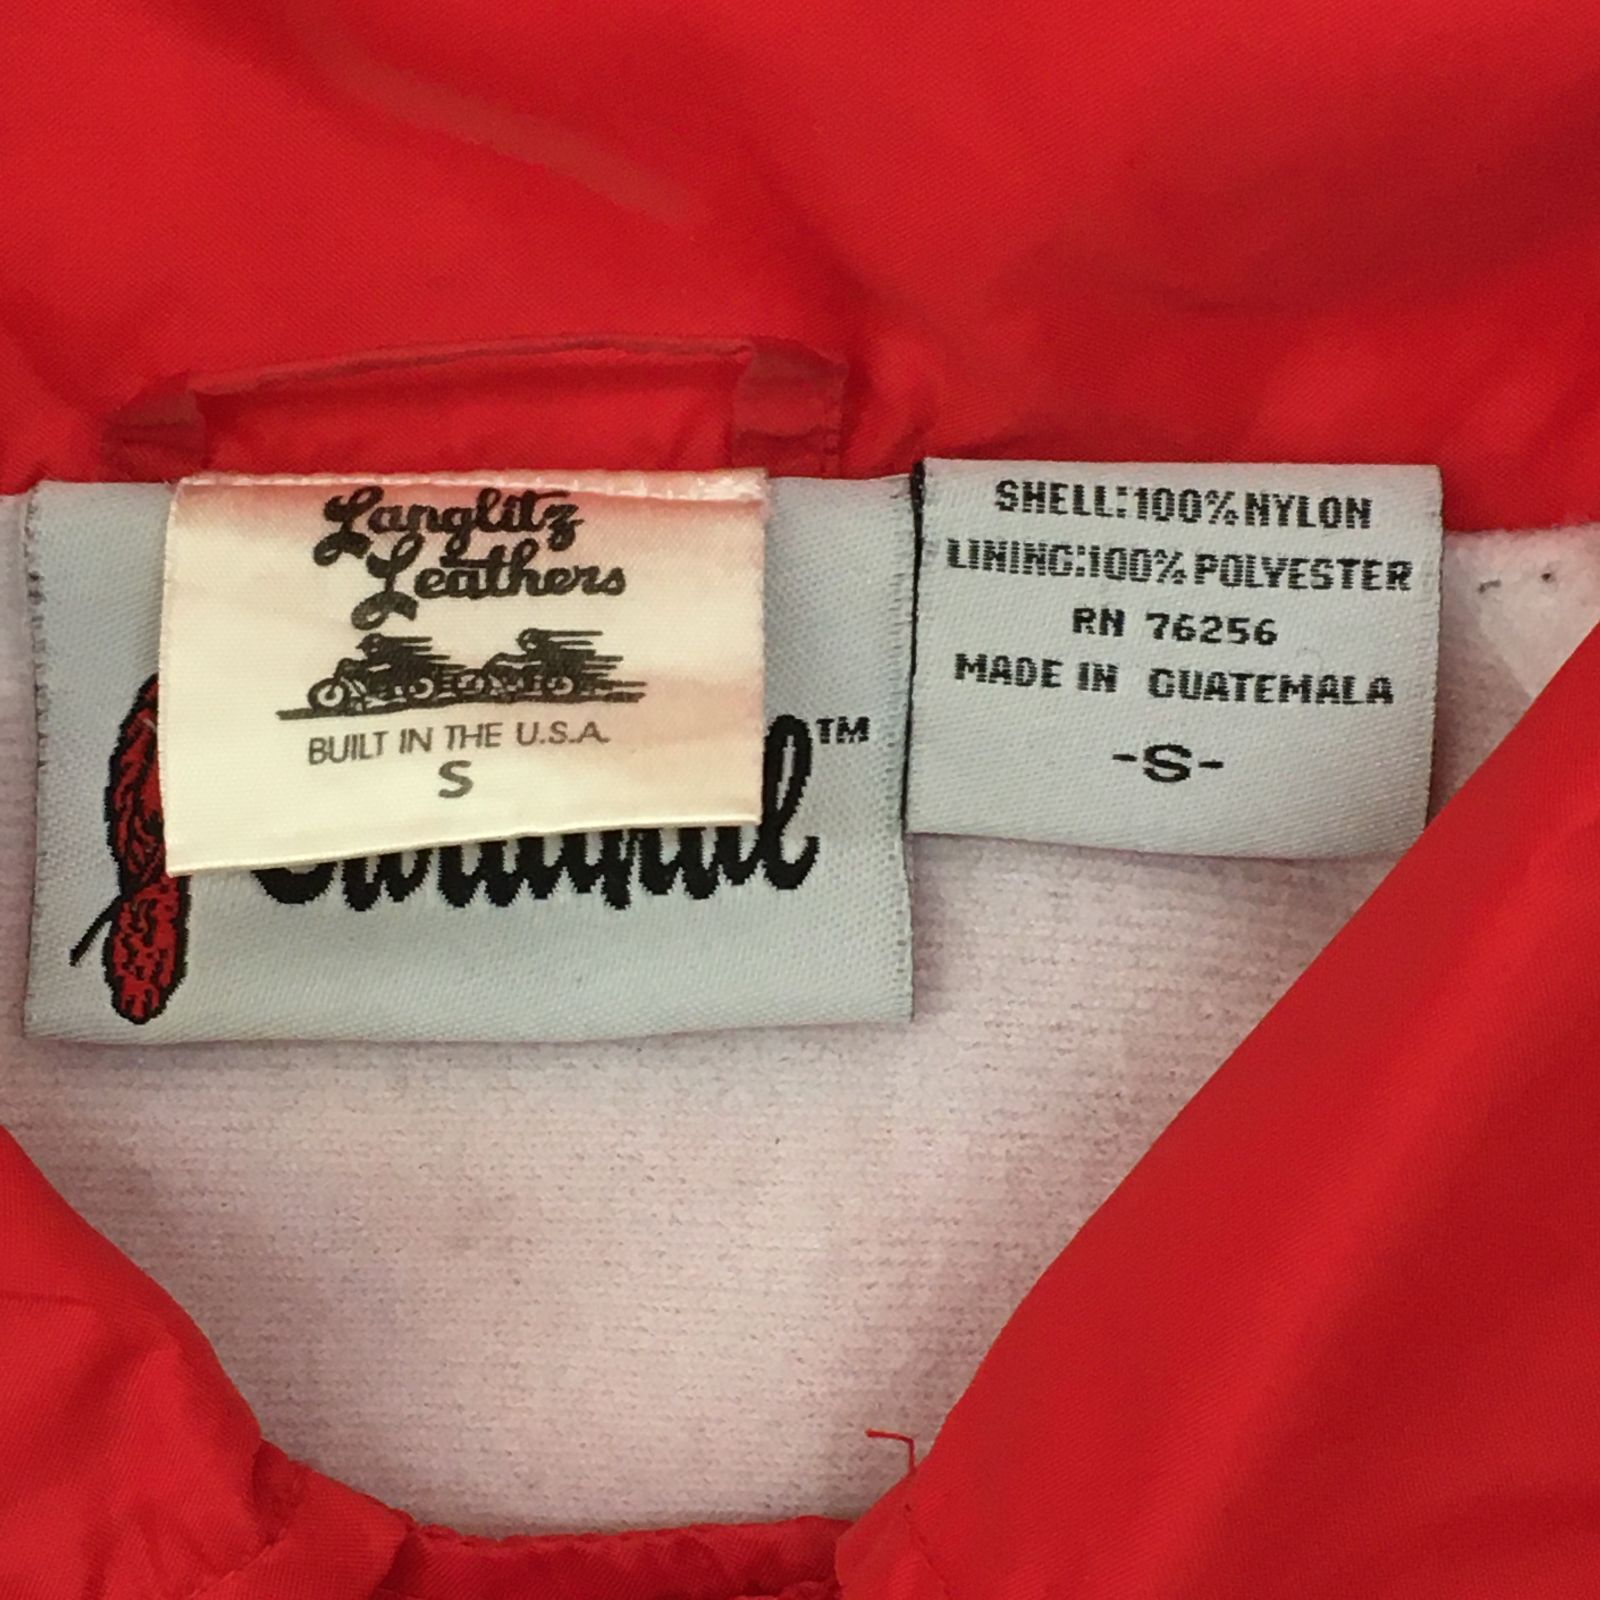 Langlitz
Leathers
BUILT IN THE U.S.A.
S
TM
SHELL:100% NYLON
LINING:100% POLYESTER
RN 76256
MADE IN GUATEMALA
-S-